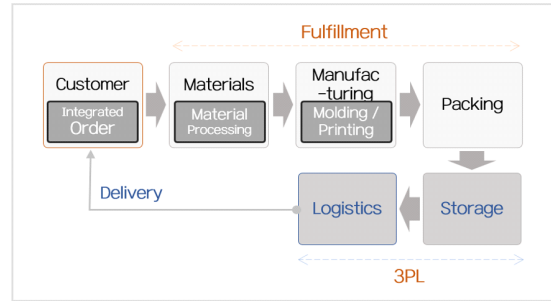 Fulfillment
Customer
Integrated
Order
Materials
Material
Processing
Manufac
-turing
Molding /
Printing
Packing
Delivery
Logistics
Storage
3PL